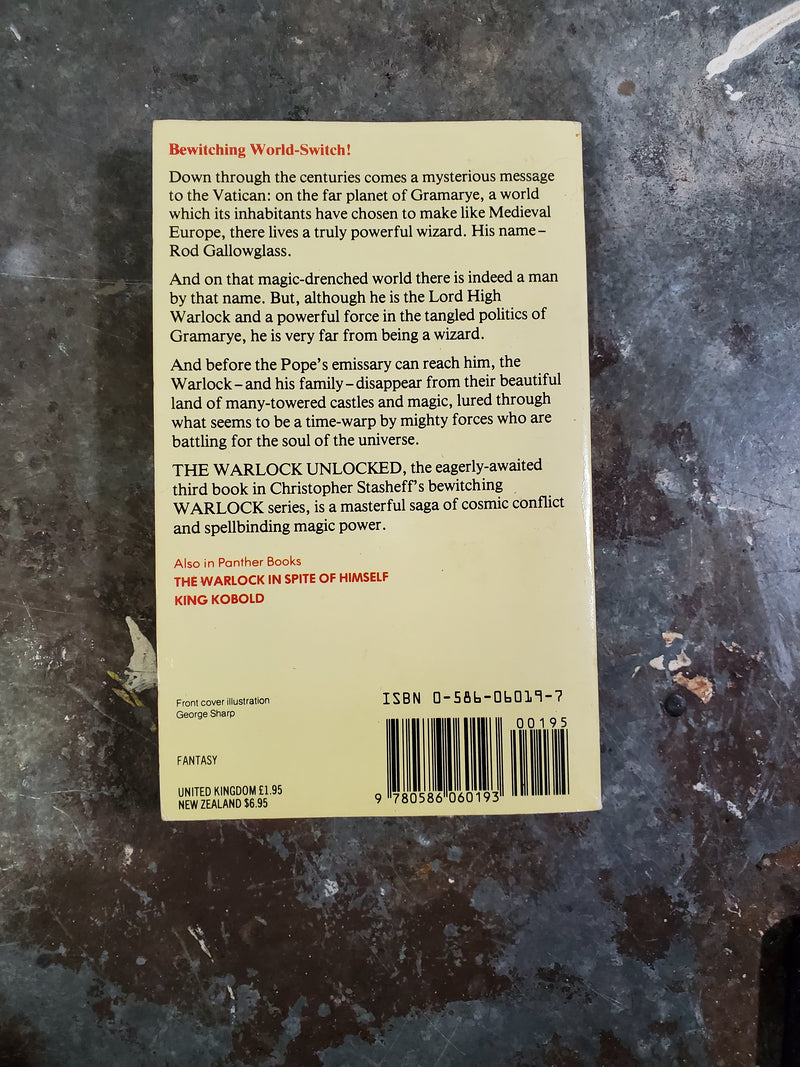 Bewitching World-Switch!
Down through the centuries comes a mysterious message
to the Vatican: on the far planet of Gramarye, a world
which its inhabitants have chosen to make like Medieval
Europe, there lives a truly powerful wizard. His name–
Rod Gallowglass.
And on that magic-drenched world there is indeed a man
by that name. But, although he is the Lord High
Warlock and a powerful force in the tangled politics of
Gramarye, he is very far from being a wizard.
And before the Pope's emissary can reach him, the
Warlock–and his family–disappear from their beautiful
land of many-towered castles and magic, lured through
what seems to be a time-warp by mighty forces who are
battling for the soul of the universe.
THE WARLOCK UNLOCKED, the eagerly-awaited
third book in Christopher Stasheff's bewitching
WARLOCK series, is a masterful saga of cosmic conflict
and spellbinding magic power.
Also in Panther Books
THE WARLOCK IN SPITE OF HIMSELF
KING KOBOLD
Front cover illustration
George Sharp
FANTASY
UNITED KINGDOM £1.95
NEW ZEALAND $6.95
ISBN 0-586-06019-7
00195
9 780586 060193